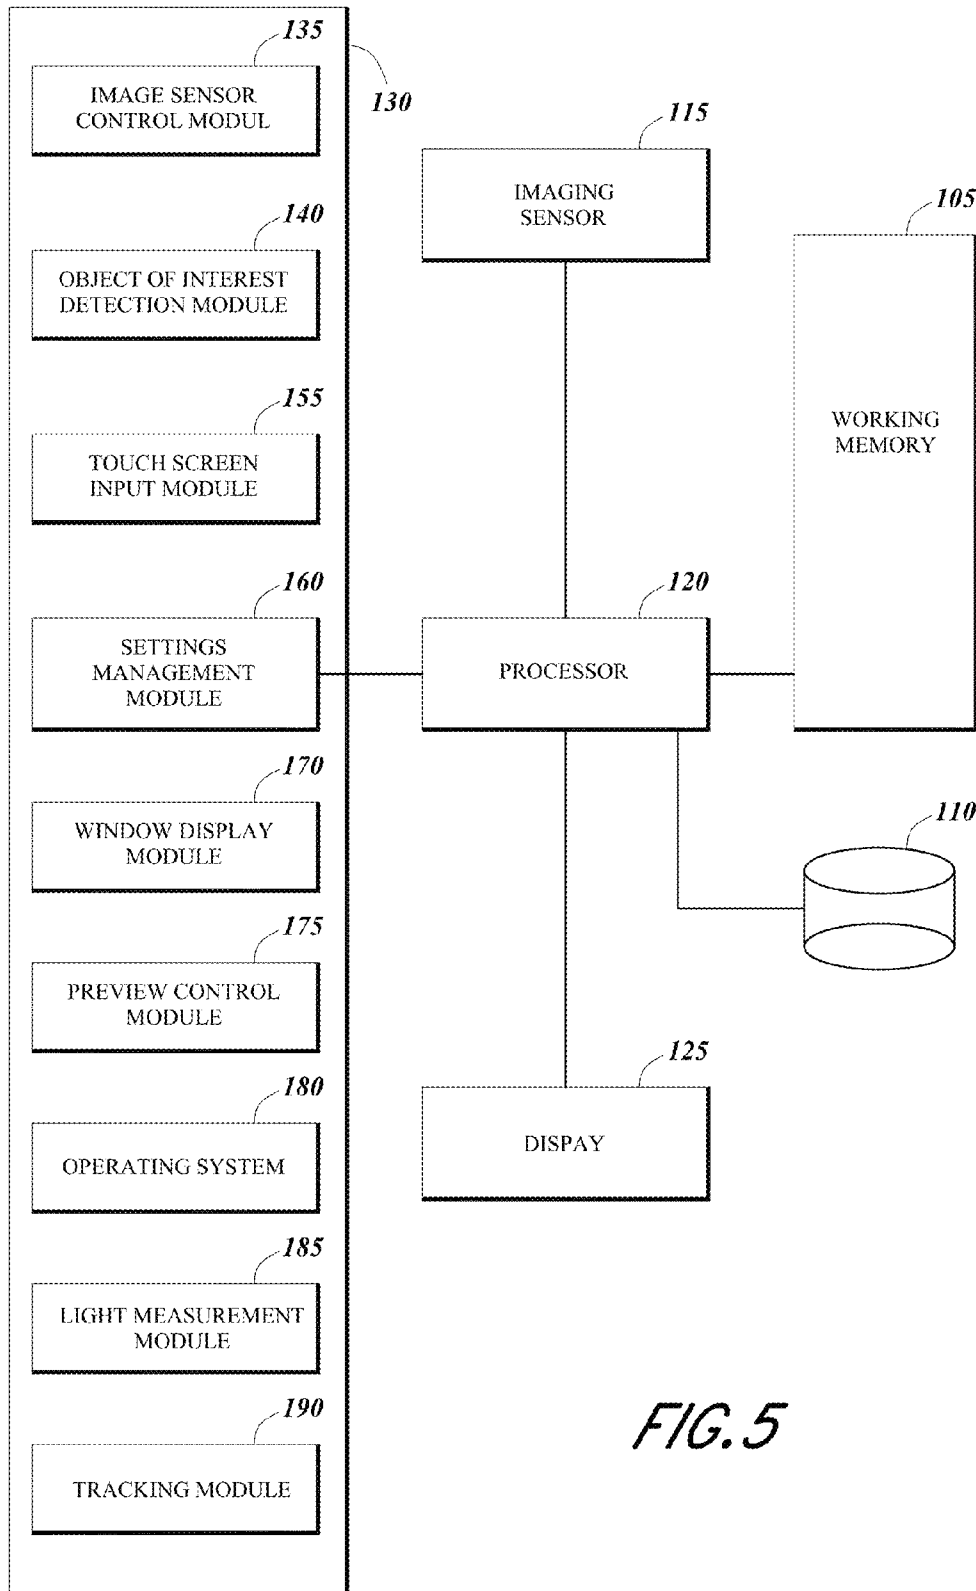 135
IMAGE SENSOR
CONTROL MODUL
130
140
OBJECT OF INTEREST
DETECTION MODULE
155
TOUCH SCREEN
INPUT MODULE
160
SETTINGS
MANAGEMENT
MODULE
170
WINDOW DISPLAY
MODULE
175
PREVIEW CONTROL
MODULE
180
OPERATING SYSTEM
185
LIGHT MEASUREMENT
MODULE
190
TRACKING MODULE
115
IMAGING
SENSOR
105
WORKING
MEMORY
120
PROCESSOR
110
125
DISPAY
FIG.5